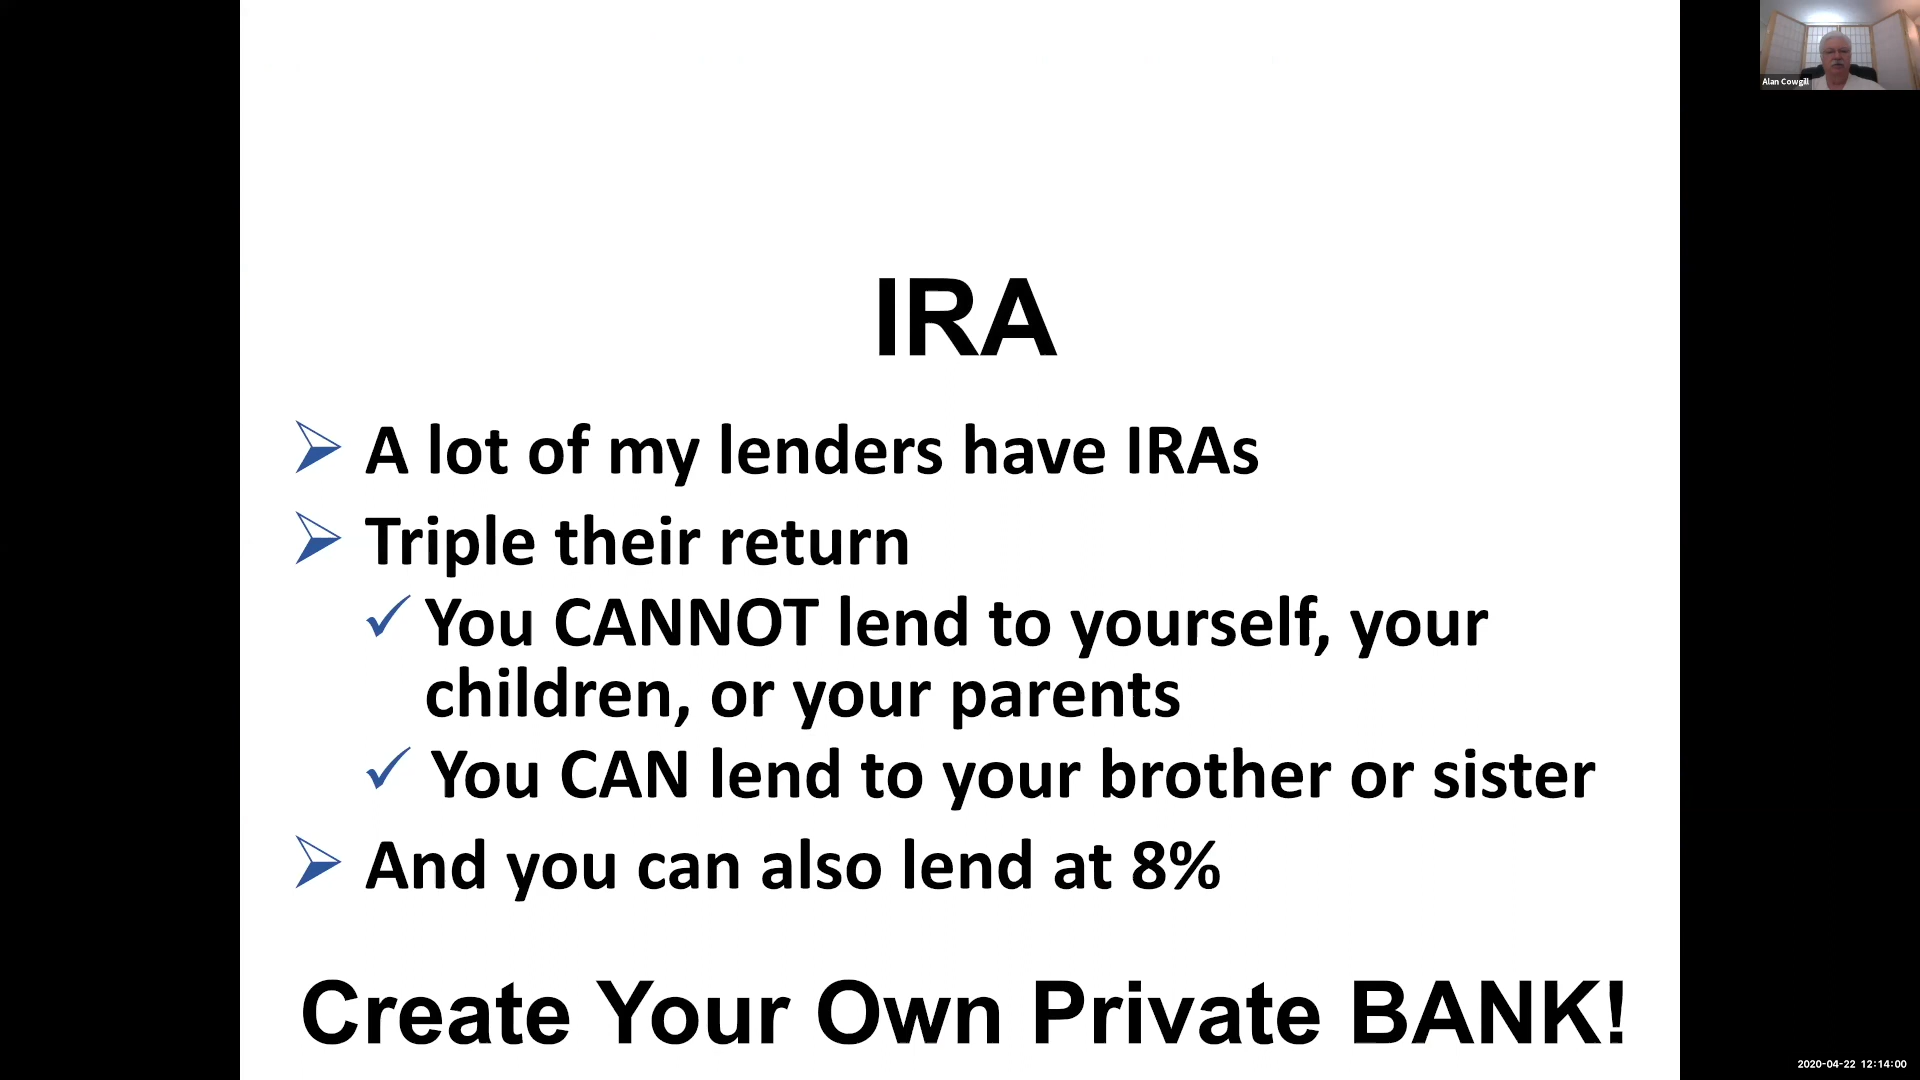 Alan Cowgill
IRA
A lot of my lenders have IRAs
Triple their return
You CANNOT lend to yourself, your
children, or your parents
You CAN lend to your brother or sister
And you can also lend at 8%
Create Your Own Private BANK!
2020-04-22 12:14:00